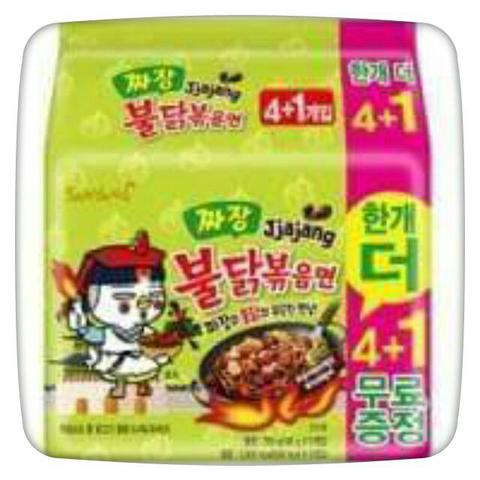 짜장 Jjajang
불닭볶음면
4+1개입
한개 더
4+1
samyang
짜장 Jjajang
불닭볶음면
한개
더
4+1
무료
증정